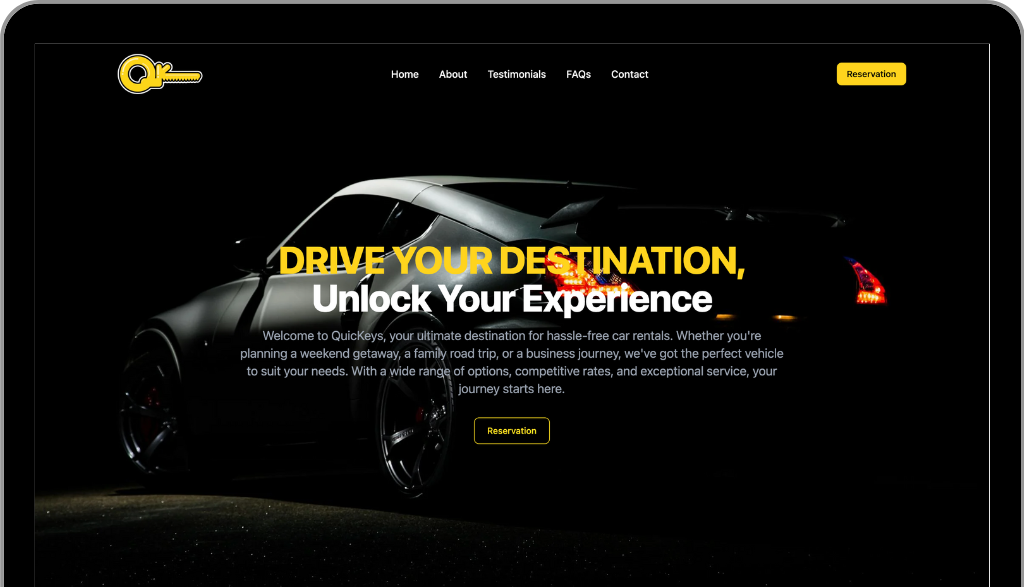 QK
Home About Testimonials FAQs Contact
Reservation
DRIVE YOUR DESTINATION,
Unlock Your Experience
Welcome to QuicKeys, your ultimate destination for hassle-free car rentals. Whether you're
planning a weekend getaway, a family road trip, or a business journey, we've got the perfect vehicle
to suit your needs. With a wide range of options, competitive rates, and exceptional service, your
journey starts here.
Reservation